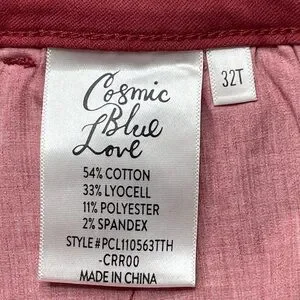 Cosmic
Blue
Love
32T
54% COTTON
33% LYOCELL
11% POLYESTER
2% SPANDEX
STYLE#PCL110563TTH
-CRR00
MADE IN CHINA